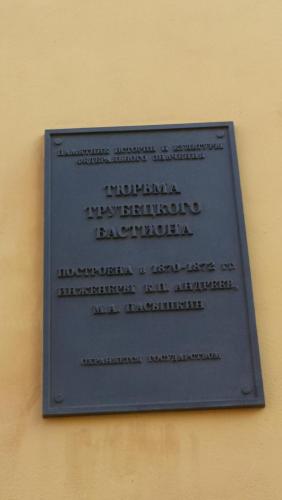 ПАМЯТНИК ИСТОРИИ И КУЛЬТУРЫ
ФЕДЕРАЛЬНОГО ЗНАЧЕНИЯ
ТЮРЬМА
ТРУБЕЦКОГО
БАСТИОНА
ПОСТРОЕНА в 1870-1872 гг.
ИНЖЕНЕРЫ К.П. АНДРЕЕВ,
М.А. ПАСЫПКИН
ОХРАНЯЕТСЯ ГОСУДАРСТВОМ